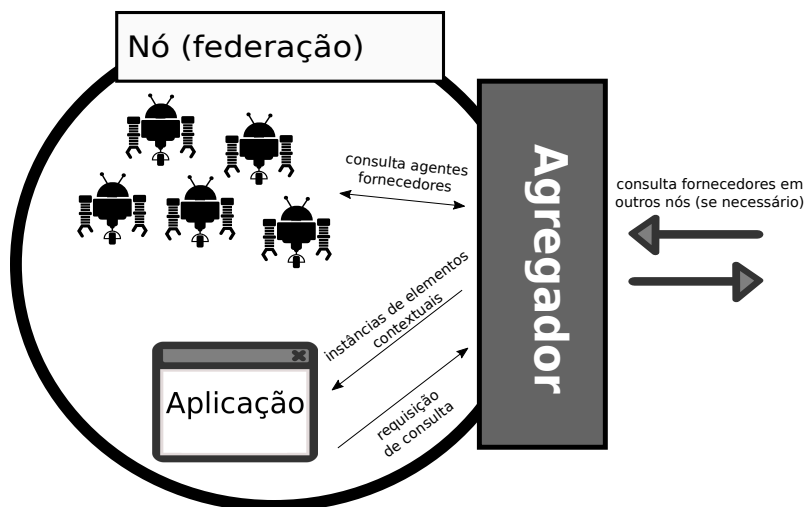 Nó (federação)
consulta agentes
fornecedores
Agregador
consulta fornecedores em
outros nós (se necessário)
instâncias de elementos
contextuais
Aplicação
requisição
de consulta